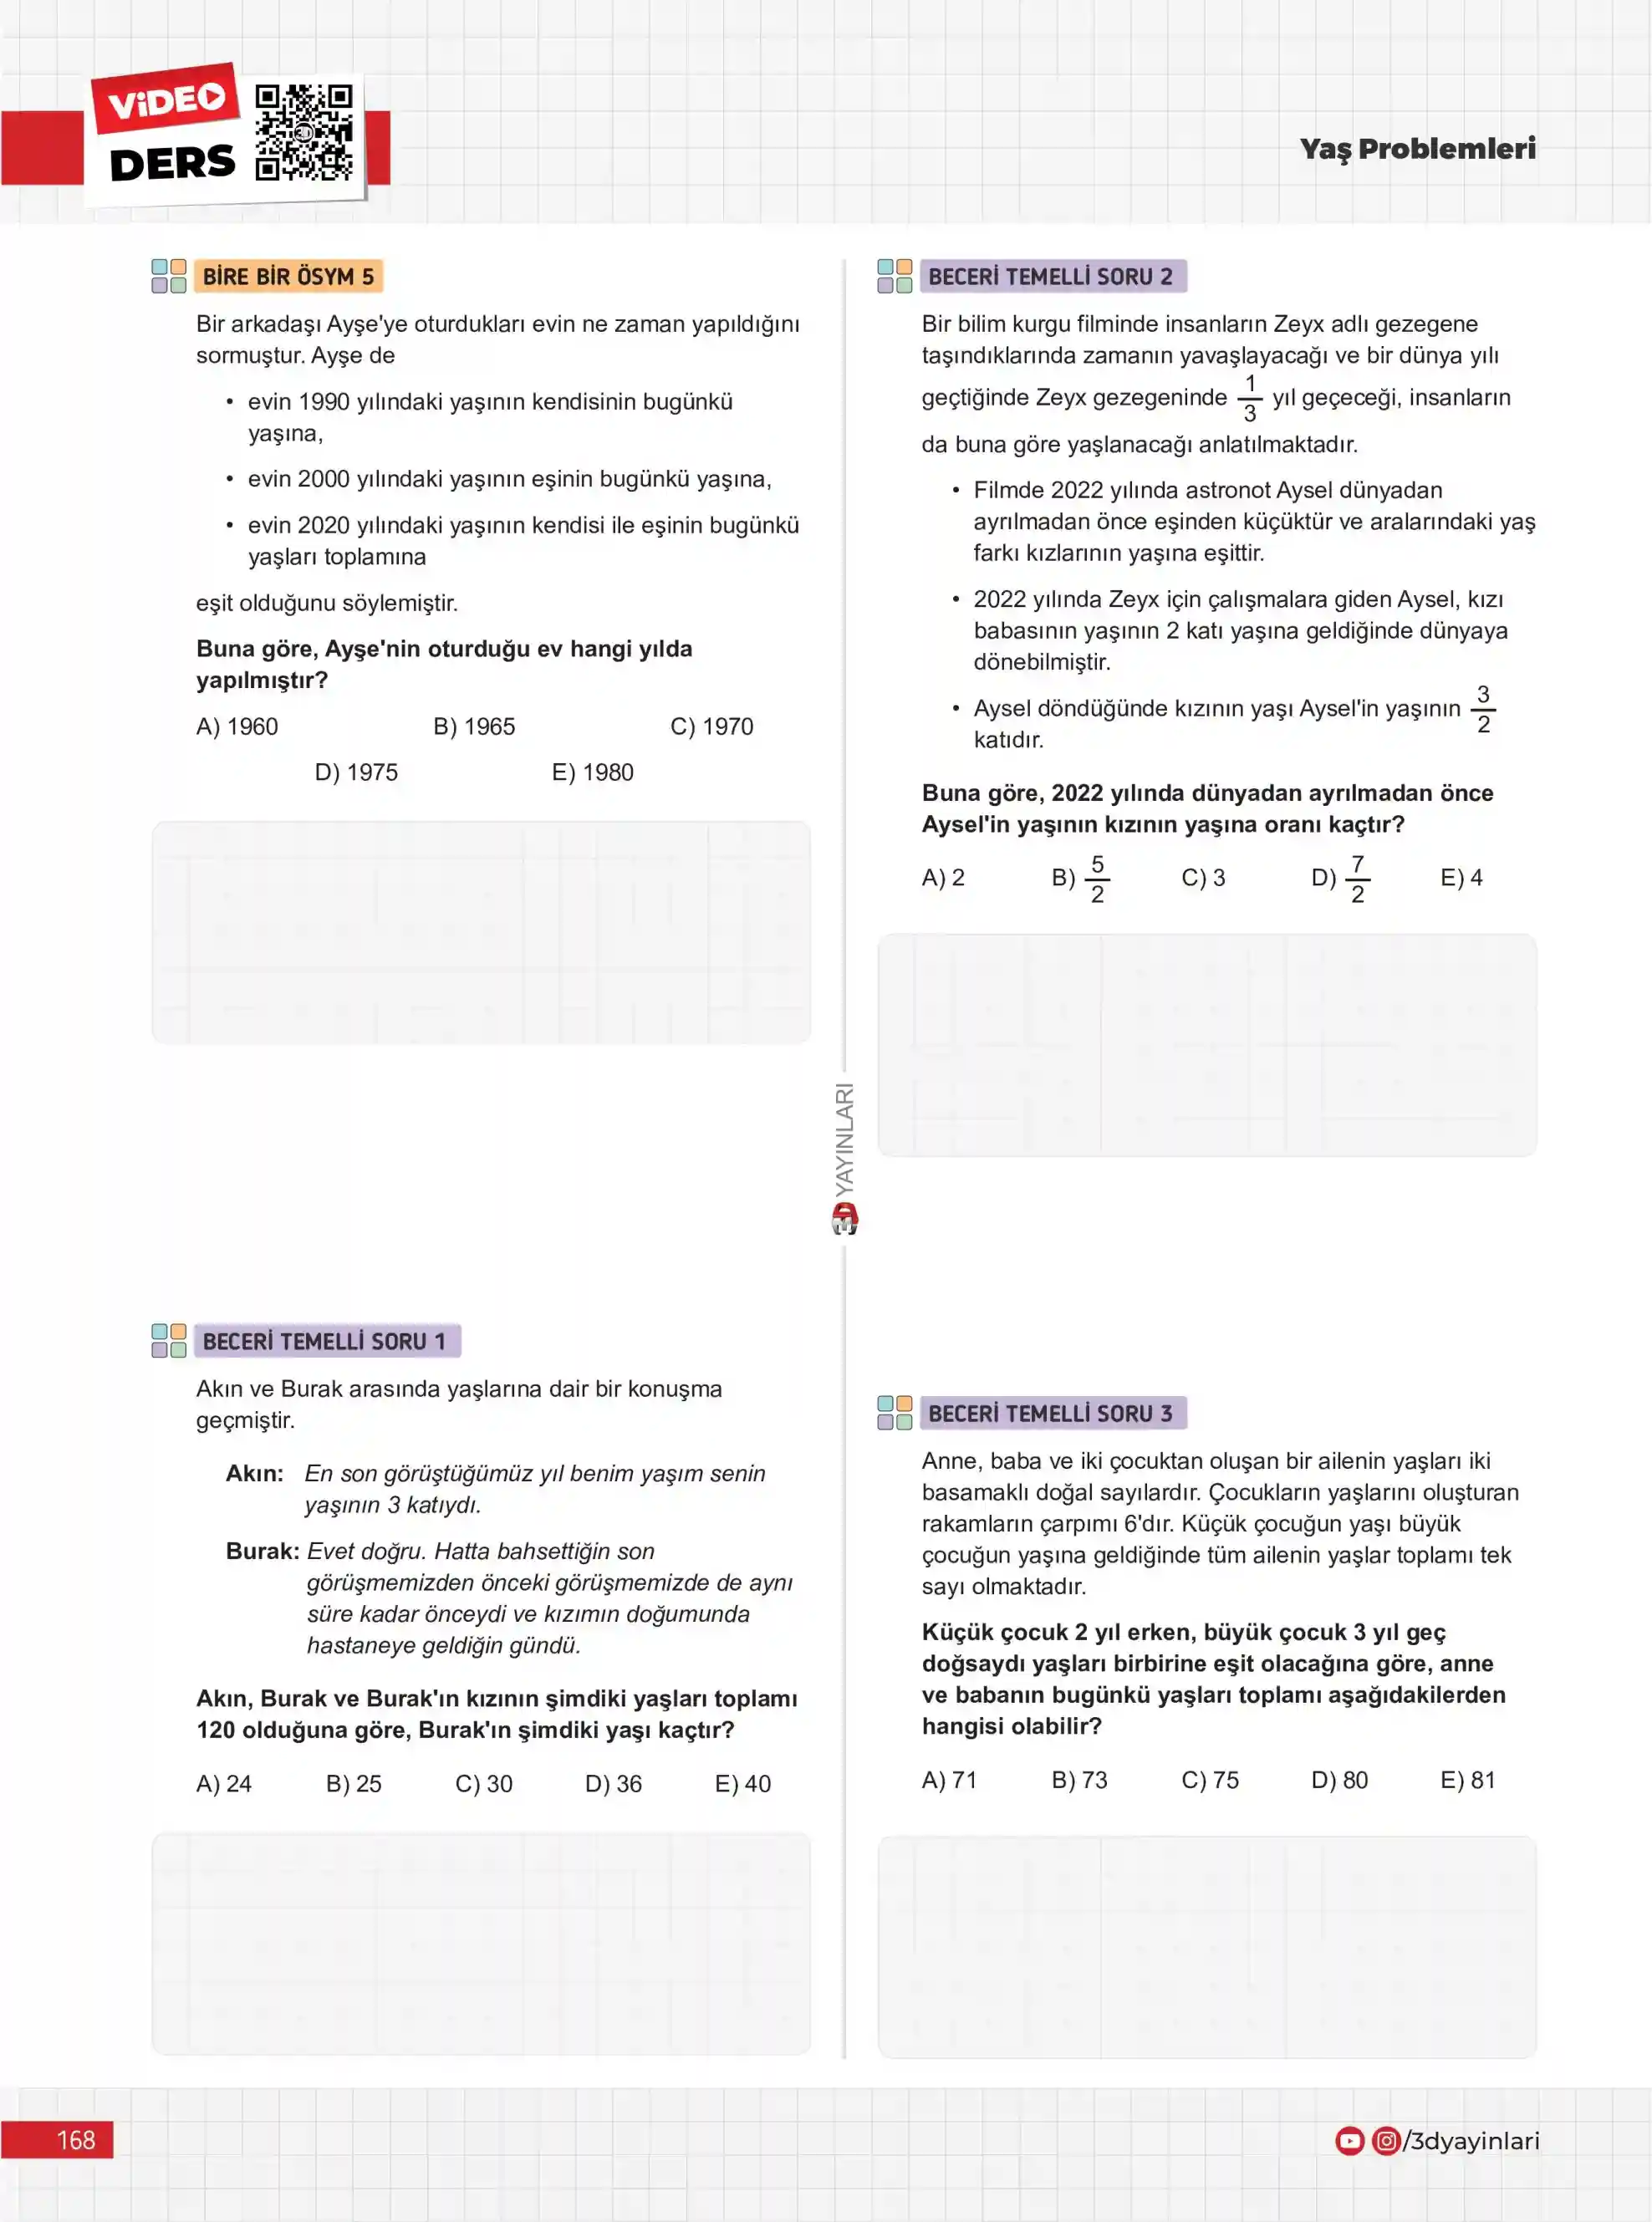 VİDEO
DERS
Yaş Problemleri
BİRE BİR ÖSYM 5
Bir arkadaşı Ayşe'ye oturdukları evin ne zaman yapıldığını
sormuştur. Ayşe de
• evin 1990 yılındaki yaşının kendisinin bugünkü
yaşına,
• evin 2000 yılındaki yaşının eşinin bugünkü yaşına,
• evin 2020 yılındaki yaşının kendisi ile eşinin bugünkü
yaşları toplamına
eşit olduğunu söylemiştir.
Buna göre, Ayşe'nin oturduğu ev hangi yılda
yapılmıştır?
A) 1960 B) 1965 C) 1970
D) 1975 E) 1980
BECERİ TEMELLİ SORU 1
Akın ve Burak arasında yaşlarına dair bir konuşma
geçmiştir.
Akın: En son görüştüğümüz yıl benim yaşım senin
yaşının 3 katıydı.
Burak: Evet doğru. Hatta bahsettiğin son
görüşmemizden önceki görüşmemizde de aynı
süre kadar önceydi ve kızımın doğumunda
hastaneye geldiğin gündü.
Akın, Burak ve Burak'ın kızının şimdiki yaşları toplamı
120 olduğuna göre, Burak'ın şimdiki yaşı kaçtır?
A) 24 B) 25 C) 30 D) 36 E) 40
YAYINLARI
BECERİ TEMELLİ SORU 2
Bir bilim kurgu filminde insanların Zeyx adlı gezegene
taşındıklarında zamanın yavaşlayacağı ve bir dünya yılı
geçtiğinde Zeyx gezegeninde 1/3 yıl geçeceği, insanların
da buna göre yaşlanacağı anlatılmaktadır.
• Filmde 2022 yılında astronot Aysel dünyadan
ayrılmadan önce eşinden küçüktür ve aralarındaki yaş
farkı kızlarının yaşına eşittir.
• 2022 yılında Zeyx için çalışmalara giden Aysel, kızı
babasının yaşının 2 katı yaşına geldiğinde dünyaya
dönebilmiştir.
• Aysel döndüğünde kızının yaşı Aysel'in yaşının 3/2
katıdır.
Buna göre, 2022 yılında dünyadan ayrılmadan önce
Aysel'in yaşının kızının yaşına oranı kaçtır?
A) 2 B) 5/2 C) 3 D) 7/2 E) 4
BECERİ TEMELLİ SORU 3
Anne, baba ve iki çocuktan oluşan bir ailenin yaşları iki
basamaklı doğal sayılardır. Çocukların yaşlarını oluşturan
rakamların çarpımı 6'dır. Küçük çocuğun yaşı büyük
çocuğun yaşına geldiğinde tüm ailenin yaşlar toplamı tek
sayı olmaktadır.
Küçük çocuk 2 yıl erken, büyük çocuk 3 yıl geç
doğsaydı yaşları birbirine eşit olacağına göre, anne
ve babanın bugünkü yaşları toplamı aşağıdakilerden
hangisi olabilir?
A) 71 B) 73 C) 75 D) 80 E) 81
168
/3dyayinlari